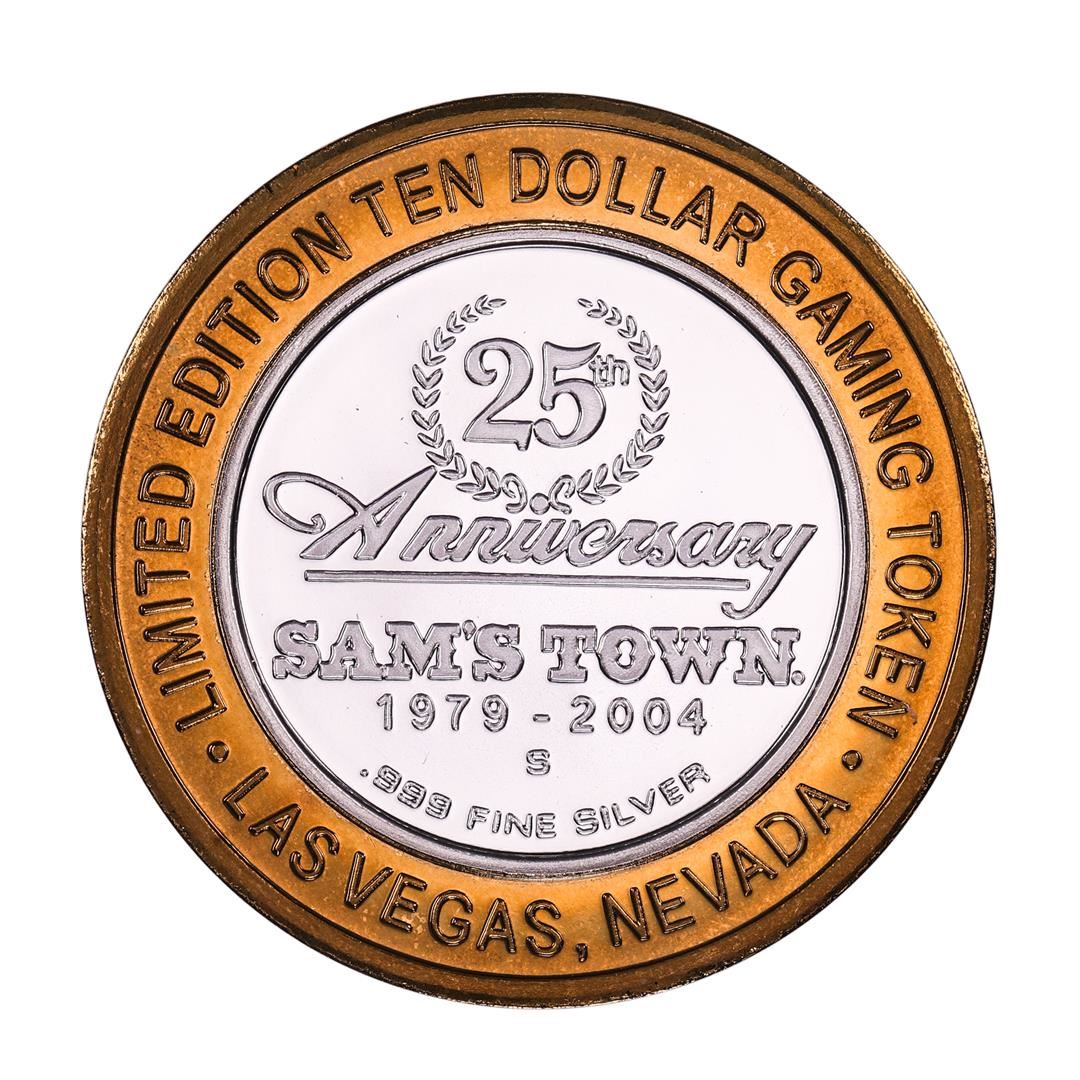 LIMITED EDITION TEN DOLLAR GAMING TOKEN
25th
Anniversary
SAM'S TOWN.
1979 - 2004
S
.999 FINE SILVER
• LAS VEGAS, NEVADA •